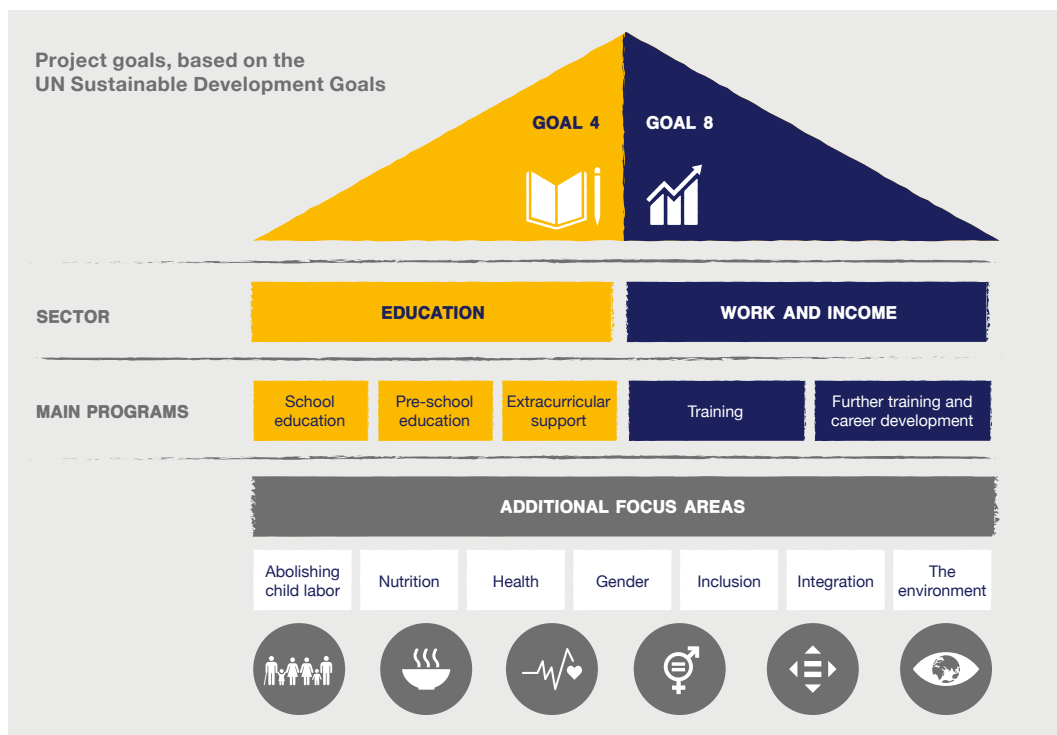 Project goals, based on the
UN Sustainable Development Goals
GOAL 4
GOAL 8
SECTOR
EDUCATION
WORK AND INCOME
MAIN PROGRAMS
School
education
Pre-school
education
Extracurricular
support
Training
Further training and
career development
ADDITIONAL FOCUS AREAS
Abolishing
child labor
Nutrition
Health
Gender
Inclusion
Integration
The
environment